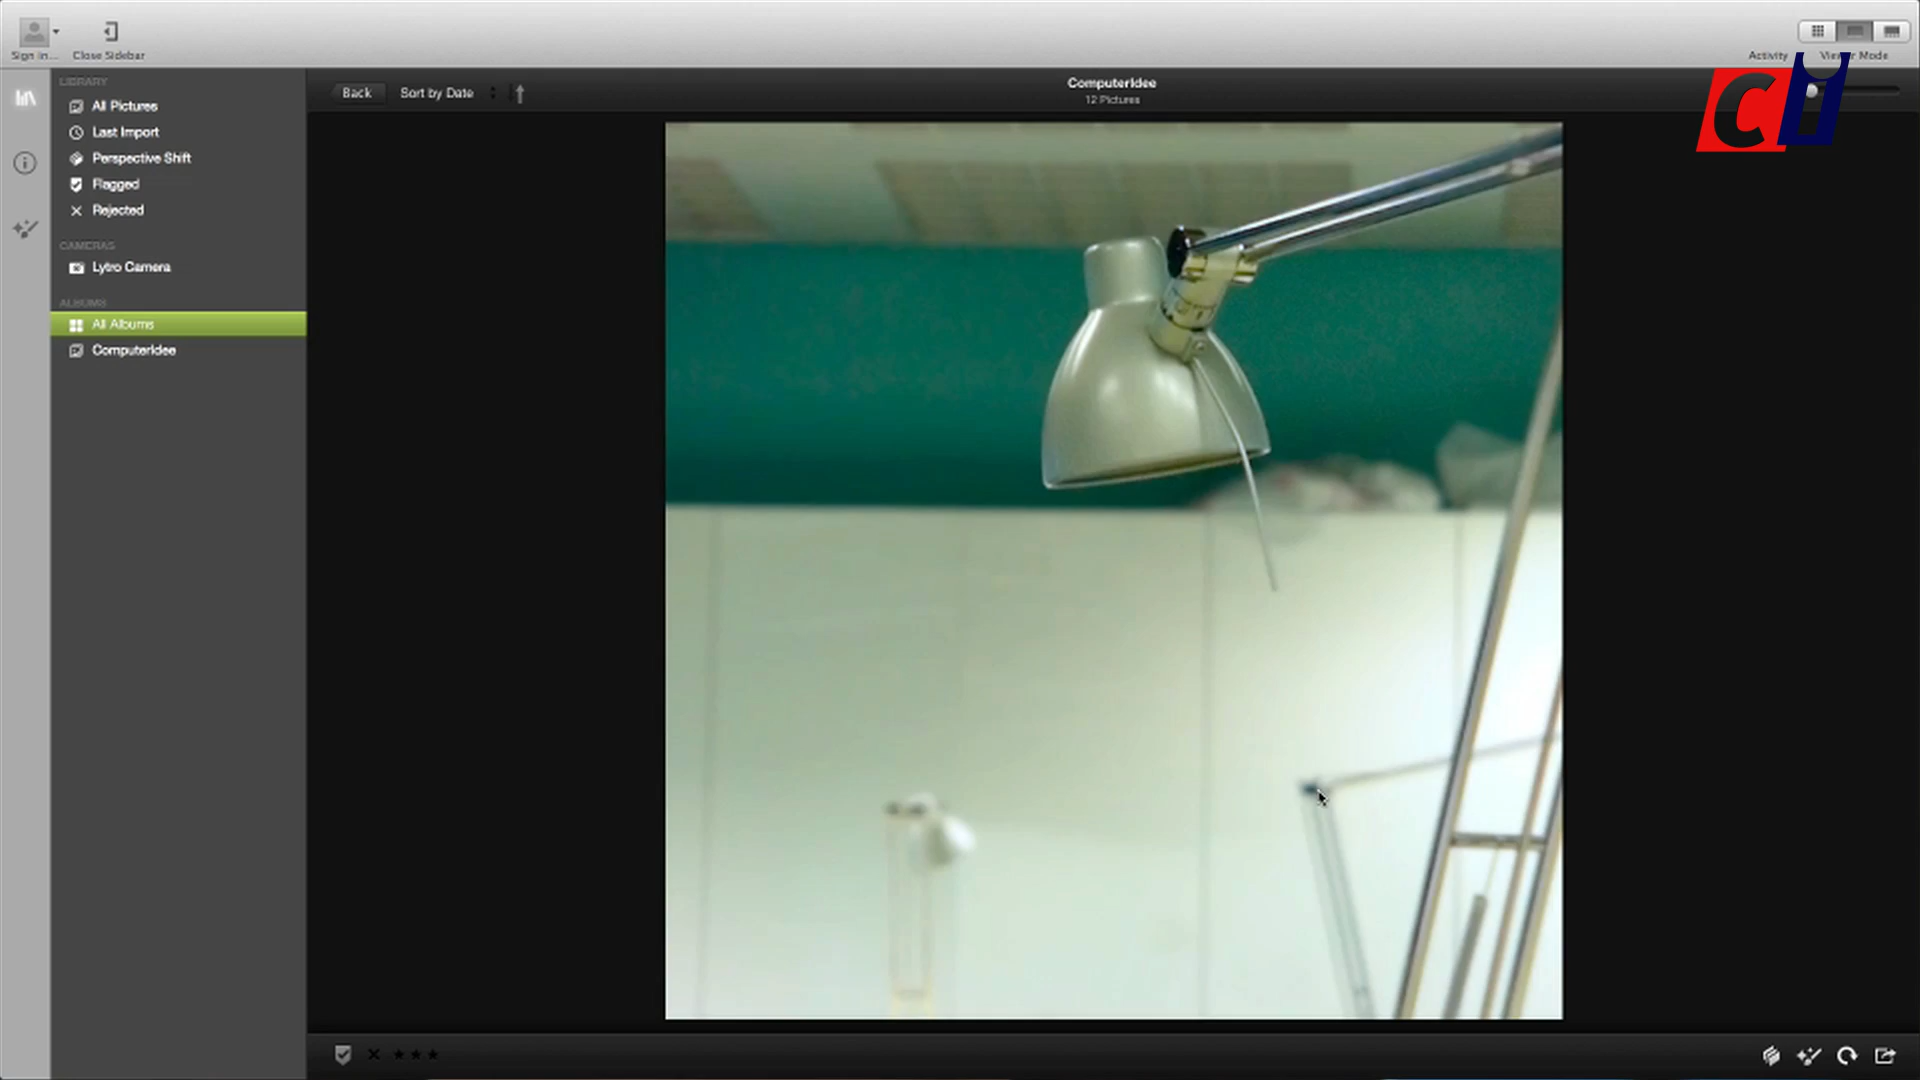 Sign in...
Close Sidebar
Activity
Viewer Mode
CI
LIBRARY
All Pictures
Last Import
Perspective Shift
Flagged
Rejected
CAMERAS
Lytro Camera
ALBUMS
All Albums
ComputerIdee
Back
Sort by Date
ComputerIdee
12 Pictures